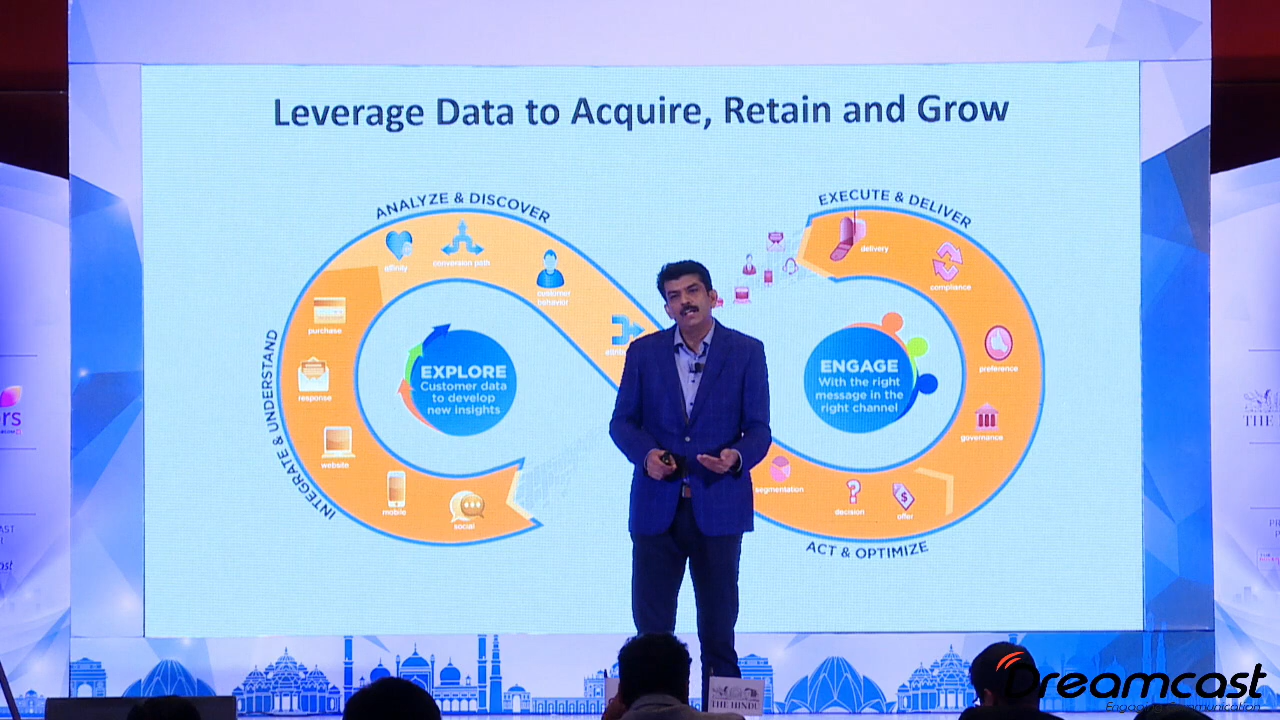 Leverage Data to Acquire, Retain and Grow
ANALYZE & DISCOVER
EXECUTE & DELIVER
affinity
conversion path
customer
behavior
delivery
compliance
purchase
response
website
mobile
social
INTEGRATE & UNDERSTAND
EXPLORE
Customer data
to develop
new insights
ENGAGE
With the right
message in the
right channel
preference
governance
segmentation
decision
offer
ACT & OPTIMIZE
THE HINDU
Dreamcast
Engaging Communication